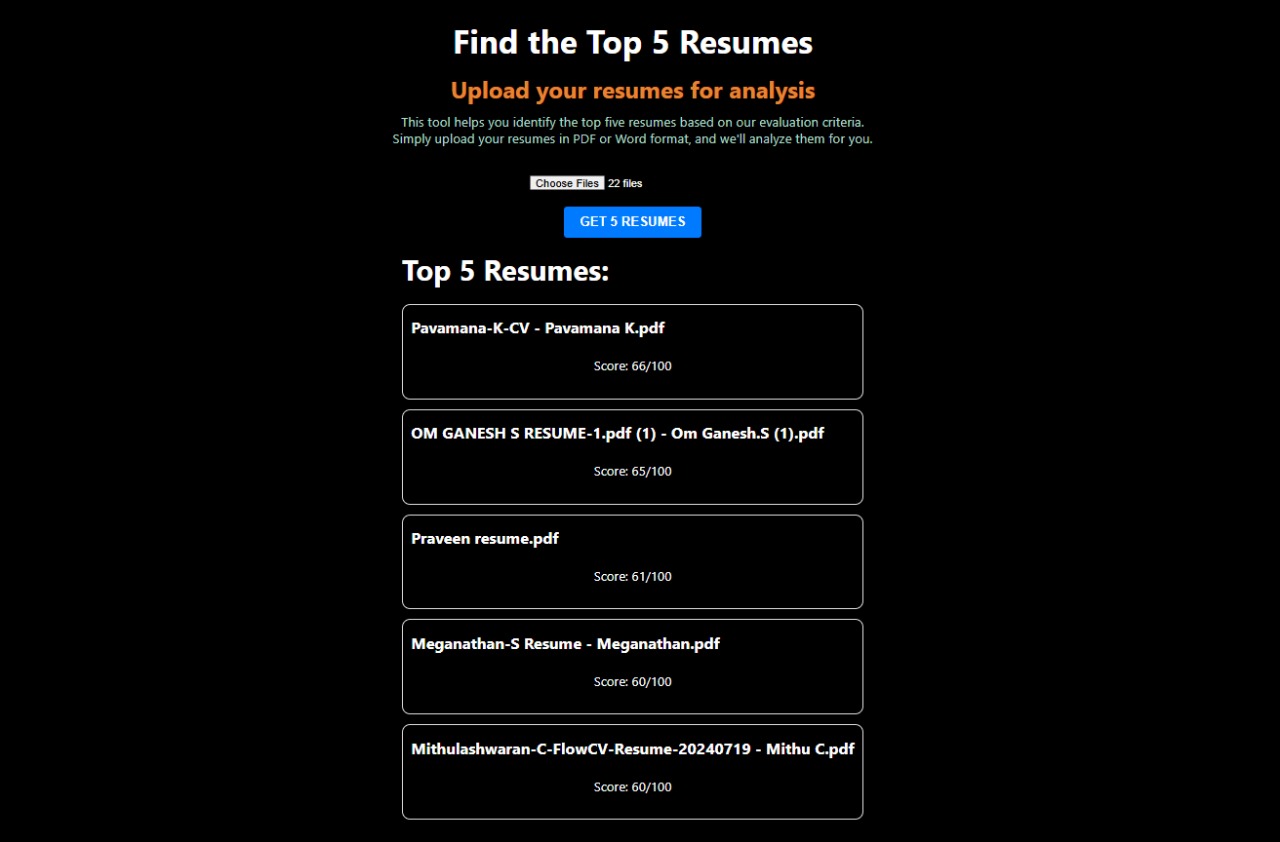 Find the Top 5 Resumes
Upload your resumes for analysis
This tool helps you identify the top five resumes based on our evaluation criteria.
Simply upload your resumes in PDF or Word format, and we'll analyze them for you.
Choose Files 22 files
GET 5 RESUMES
Top 5 Resumes:
Pavamana-K-CV - Pavamana K.pdf
Score: 66/100
OM GANESH S RESUME-1.pdf (1) - Om Ganesh.S (1).pdf
Score: 65/100
Praveen resume.pdf
Score: 61/100
Meganathan-S Resume - Meganathan.pdf
Score: 60/100
Mithulashwaran-C-FlowCV-Resume-20240719 - Mithu C.pdf
Score: 60/100